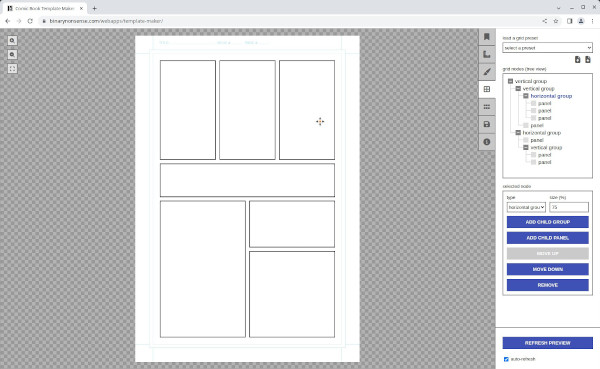 Comic Book Template Maker
binarynonsense.com/webapps/template-maker/
load a grid preset
select a preset
grid nodes (tree view)
vertical group
vertical group
horizontal group
panel
panel
panel
panel
horizontal group
panel
vertical group
panel
panel
selected node
type
size (%)
horizontal grou
75
ADD CHILD GROUP
ADD CHILD PANEL
MOVE UP
MOVE DOWN
REMOVE
REFRESH PREVIEW
auto-refresh